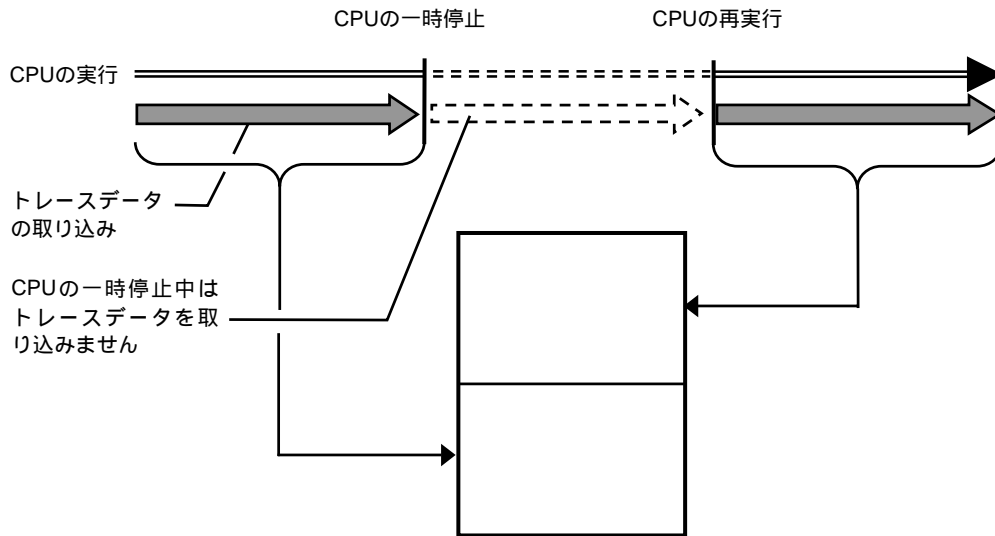 CPUの一時停止
CPUの再実行
CPUの実行
トレースデータ
の取り込み
CPUの一時停止中は
トレースデータを取
り込みません